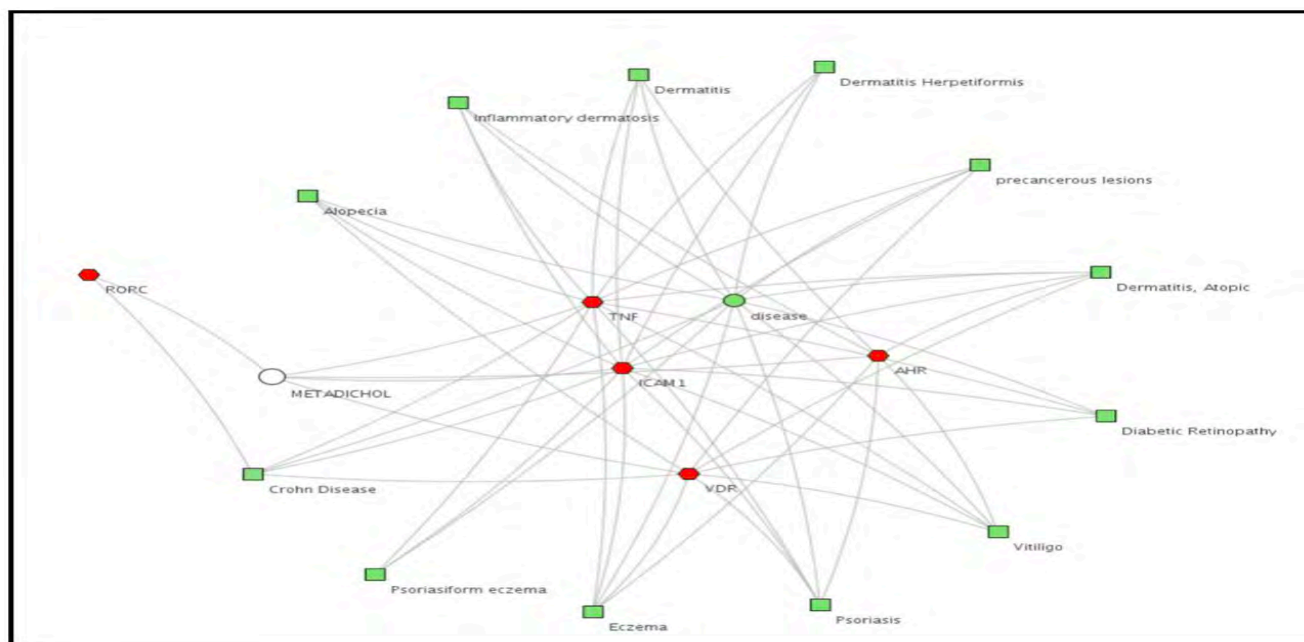 Dermatitis
Dermatitis Herpetiformis
Inflammatory dermatosis
precancerous lesions
Alopecia
RORC
Dermatitis, Atopic
TNF
disease
AHR
ICAM1
METADICHOL
Diabetic Retinopathy
Crohn Disease
VDR
Vitiligo
Psoriasiform eczema
Psoriasis
Eczema